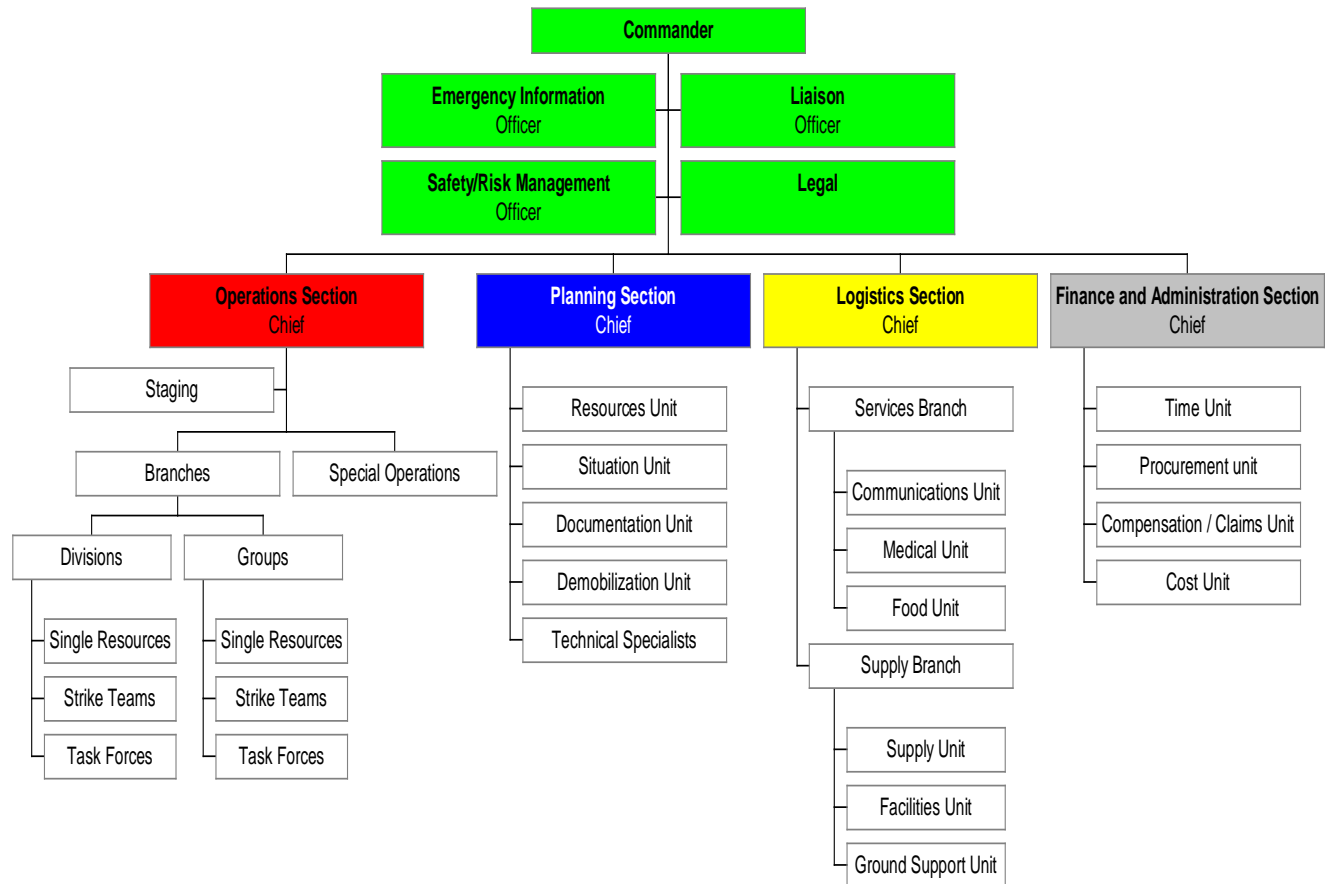 Commander
Emergency Information
Officer
Liaison
Officer
Safety/Risk Management
Officer
Legal
Operations Section
Chief
Planning Section
Chief
Logistics Section
Chief
Finance and Administration Section
Chief
Staging
Branches
Special Operations
Divisions
Groups
Single Resources
Strike Teams
Task Forces
Single Resources
Strike Teams
Task Forces
Resources Unit
Situation Unit
Documentation Unit
Demobilization Unit
Technical Specialists
Services Branch
Communications Unit
Medical Unit
Food Unit
Supply Branch
Supply Unit
Facilities Unit
Ground Support Unit
Time Unit
Procurement unit
Compensation / Claims Unit
Cost Unit